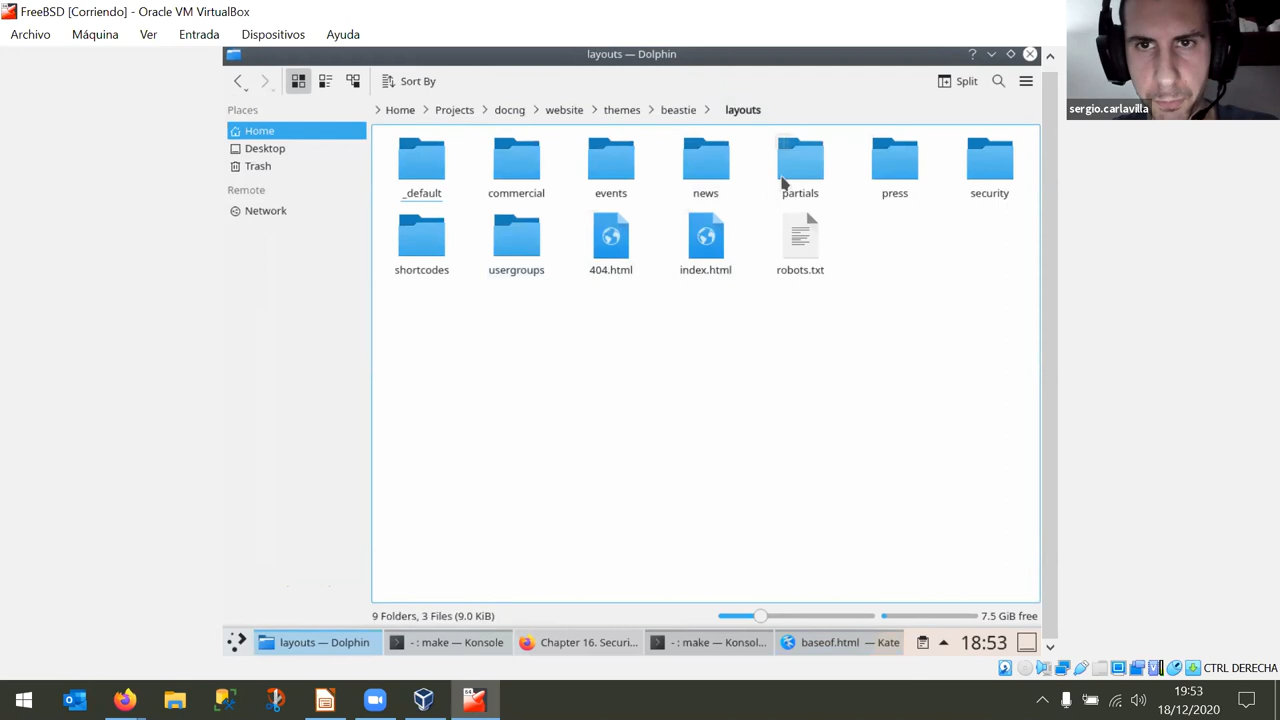 FreeBSD [Corriendo] - Oracle VM VirtualBox
Archivo Máquina Ver Entrada Dispositivos Ayuda
sergio.carlavilla
layouts — Dolphin
Sort By
Split
Places
Home
Desktop
Trash
Remote
Network
Home Projects docng website themes beastie layouts
_default commercial events news partials press security
shortcodes usergroups 404.html index.html robots.txt
9 Folders, 3 Files (9.0 KiB)
7.5 GiB free
layouts — Dolphin
- : make — Konsole
Chapter 16. Securi...
- : make — Konsol...
baseof.html — Kate
18:53
CTRL DERECHA
64
19:53
18/12/2020